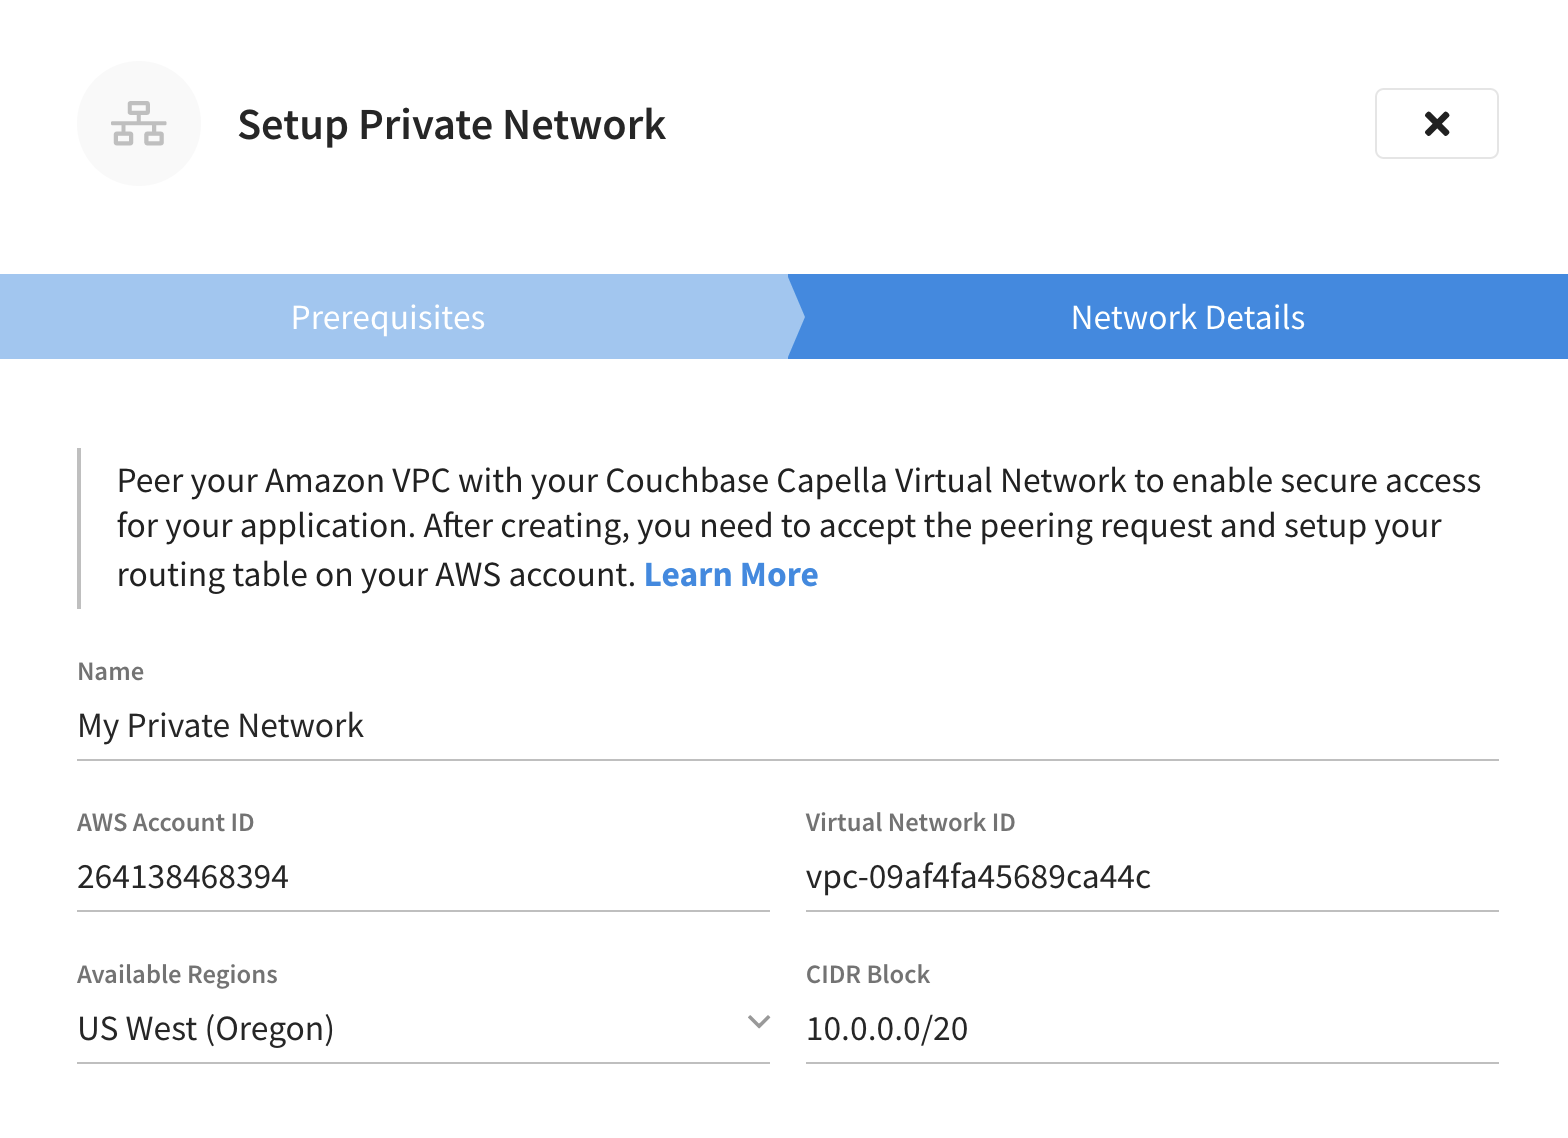 Setup Private Network
Prerequisites
Network Details
Peer your Amazon VPC with your Couchbase Capella Virtual Network to enable secure access
for your application. After creating, you need to accept the peering request and setup your
routing table on your AWS account. Learn More
Name
My Private Network
AWS Account ID
264138468394
Virtual Network ID
vpc-09af4fa45689ca44c
Available Regions
US West (Oregon)
CIDR Block
10.0.0.0/20